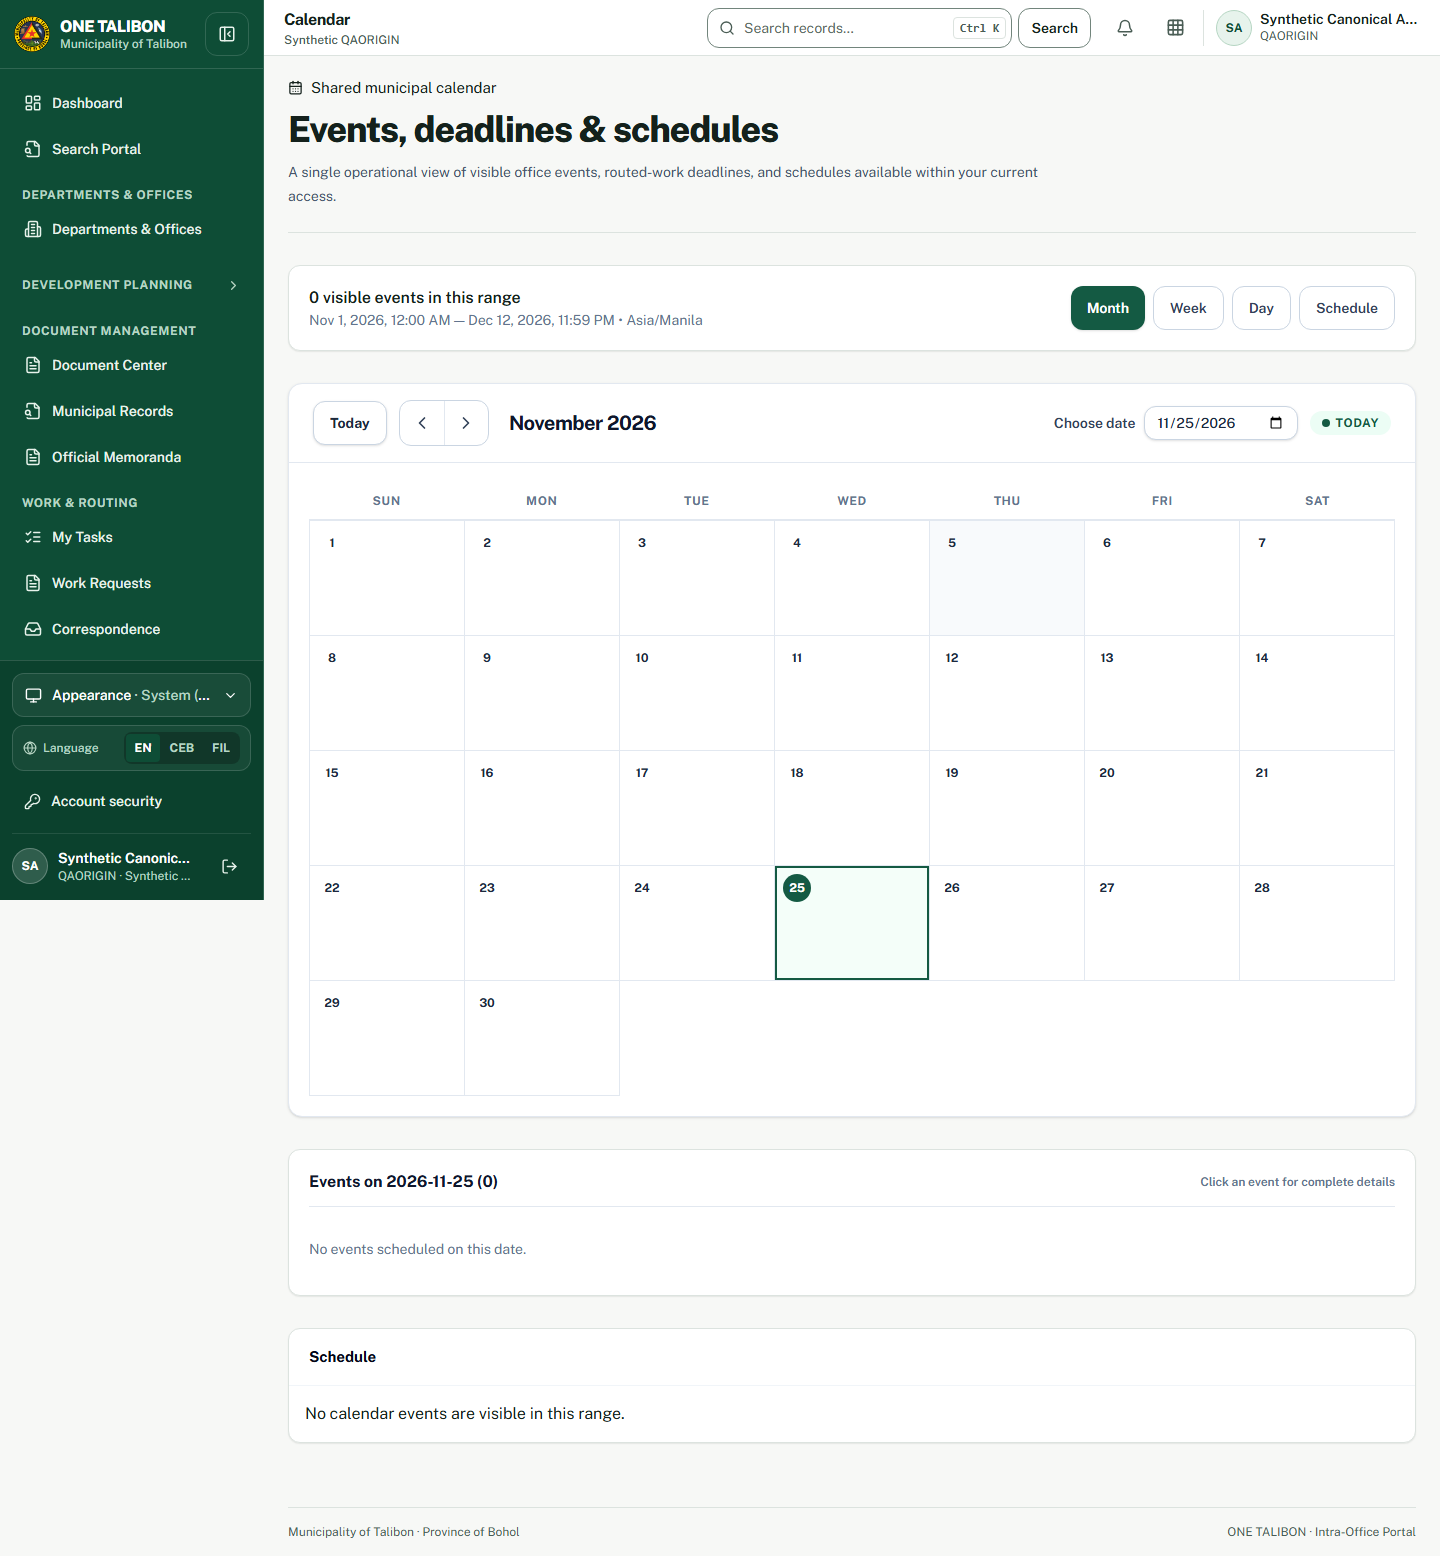 ONE TALIBON
Municipality of Talibon
Dashboard
Search Portal
DEPARTMENTS & OFFICES
Departments & Offices
DEVELOPMENT PLANNING
DOCUMENT MANAGEMENT
Document Center
Municipal Records
Official Memoranda
WORK & ROUTING
My Tasks
Work Requests
Correspondence
Appearance · System (...
Language EN CEB FIL
Account security
SA Synthetic Canonic...
QAORIGIN · Synthetic ...
Calendar
Synthetic QAORIGIN
Search records... Ctrl K Search
SA Synthetic Canonical A...
QAORIGIN
Shared municipal calendar
Events, deadlines & schedules
A single operational view of visible office events, routed-work deadlines, and schedules available within your current
access.
0 visible events in this range
Nov 1, 2026, 12:00 AM — Dec 12, 2026, 11:59 PM • Asia/Manila
Month Week Day Schedule
Today November 2026 Choose date 11/25/2026 TODAY
SUN MON TUE WED THU FRI SAT
1 2 3 4 5 6 7
8 9 10 11 12 13 14
15 16 17 18 19 20 21
22 23 24 25 26 27 28
29 30
Events on 2026-11-25 (0) Click an event for complete details
No events scheduled on this date.
Schedule
No calendar events are visible in this range.
Municipality of Talibon · Province of Bohol ONE TALIBON · Intra-Office Portal